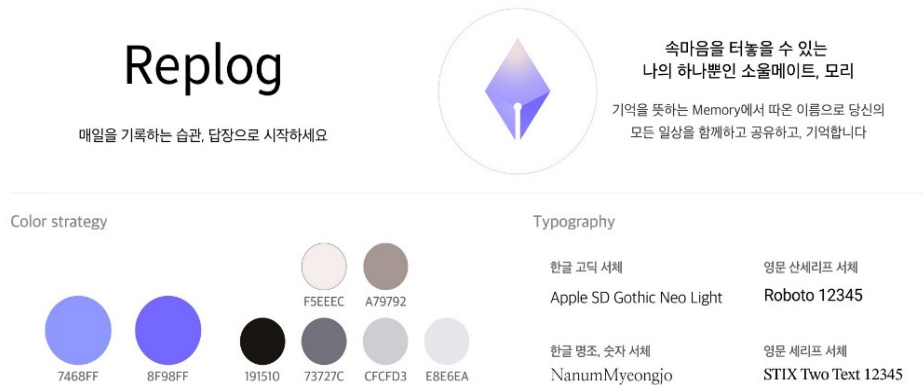 Replog
매일을 기록하는 습관, 답장으로 시작하세요
속마음을 터놓을 수 있는
나의 하나뿐인 소울메이트, 모리
기억을 뜻하는 Memory에서 따온 이름으로 당신의
모든 일상을 함께하고 공유하고, 기억합니다
Color strategy
F5EEEC
A79792
7468FF
8F98FF
191510
73727C
CFCFD3
E8E6EA
Typography
한글 고딕 서체
Apple SD Gothic Neo Light
영문 산세리프 서체
Roboto 12345
한글 명조, 숫자 서체
NanumMyeongjo
영문 세리프 서체
STIX Two Text 12345